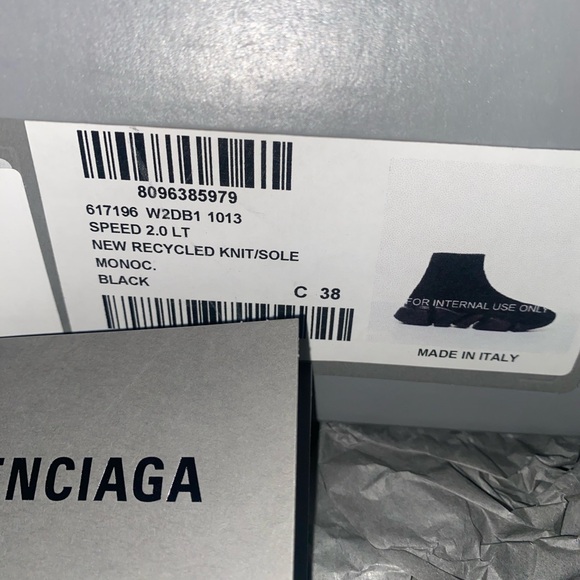 8096385979
617196 W2DB1 1013
SPEED 2.0 LT
NEW RECYCLED KNIT/SOLE
MONOC.
BLACK
C 38
FOR INTERNAL USE ONLY
MADE IN ITALY
ENCIAGA